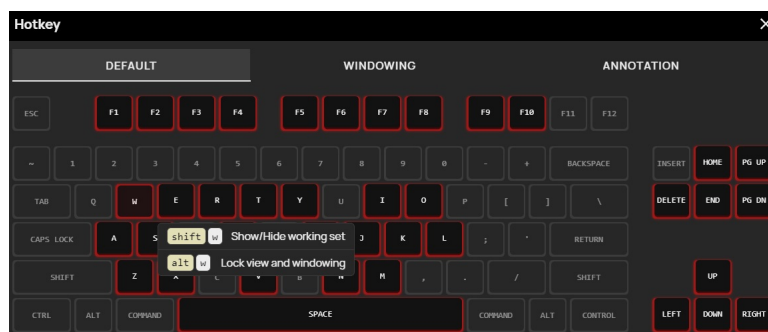 Hotkey ×
DEFAULT WINDOWING ANNOTATION
ESC F1 F2 F3 F4 F5 F6 F7 F8 F9 F10 F11 F12
~ 1 2 3 4 5 6 7 8 9 0 - + BACKSPACE INSERT HOME PG UP
TAB Q W E R T Y U I O P [ ] \ DELETE END PG DN
CAPS LOCK A S J K L ; ' RETURN
shift w Show/Hide working set
alt w Lock view and windowing
SHIFT Z X C V B N M , . / SHIFT UP
CTRL ALT COMMAND SPACE COMMAND ALT CONTROL LEFT DOWN RIGHT